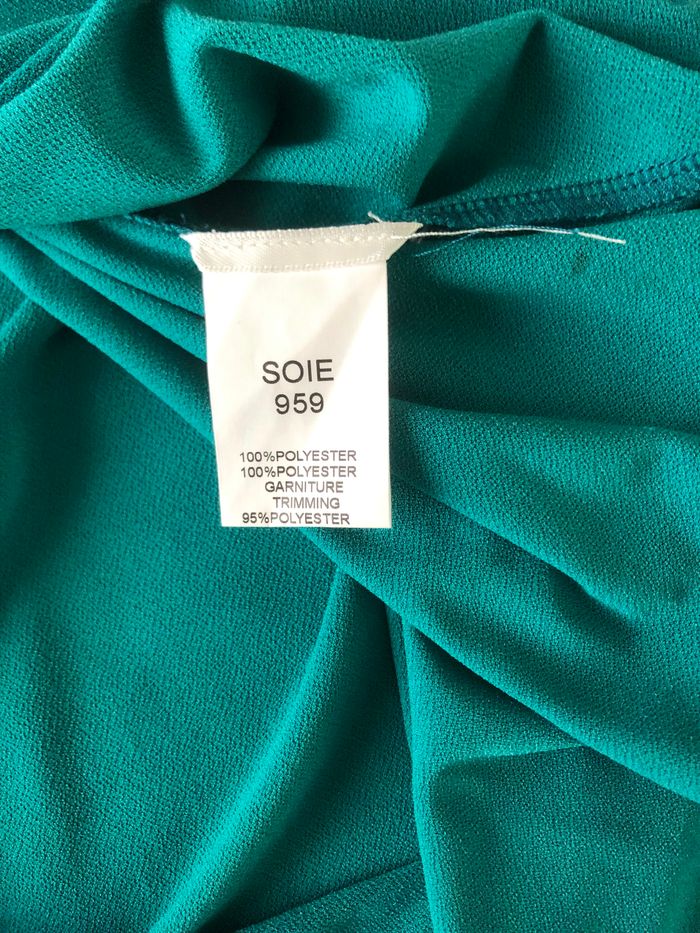 SOIE
959
100%POLYESTER
100%POLYESTER
GARNITURE
TRIMMING
95%POLYESTER